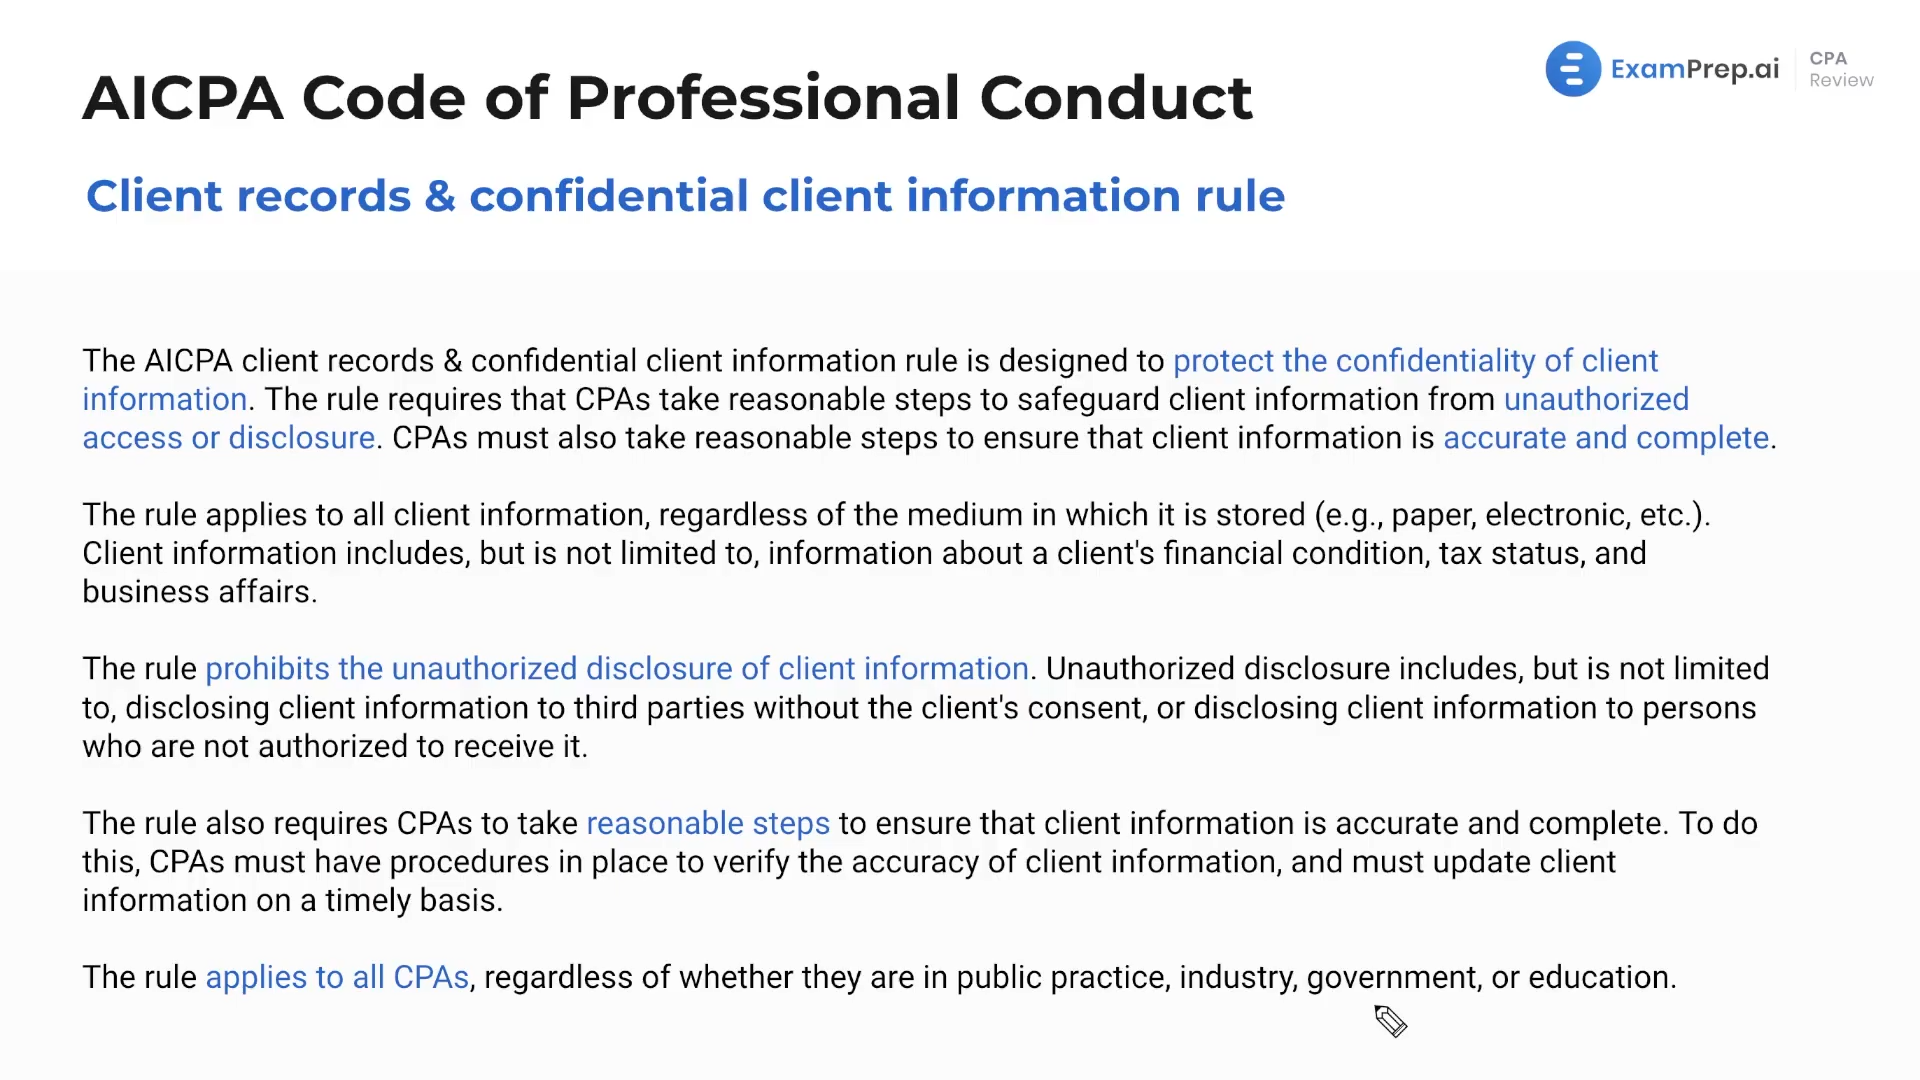 AICPA Code of Professional Conduct
ExamPrep.ai
CPA
Review
Client records & confidential client information rule
The AICPA client records & confidential client information rule is designed to protect the confidentiality of client
information. The rule requires that CPAs take reasonable steps to safeguard client information from unauthorized
access or disclosure. CPAs must also take reasonable steps to ensure that client information is accurate and complete.
The rule applies to all client information, regardless of the medium in which it is stored (e.g., paper, electronic, etc.).
Client information includes, but is not limited to, information about a client's financial condition, tax status, and
business affairs.
The rule prohibits the unauthorized disclosure of client information. Unauthorized disclosure includes, but is not limited
to, disclosing client information to third parties without the client's consent, or disclosing client information to persons
who are not authorized to receive it.
The rule also requires CPAs to take reasonable steps to ensure that client information is accurate and complete. To do
this, CPAs must have procedures in place to verify the accuracy of client information, and must update client
information on a timely basis.
The rule applies to all CPAs, regardless of whether they are in public practice, industry, government, or education.